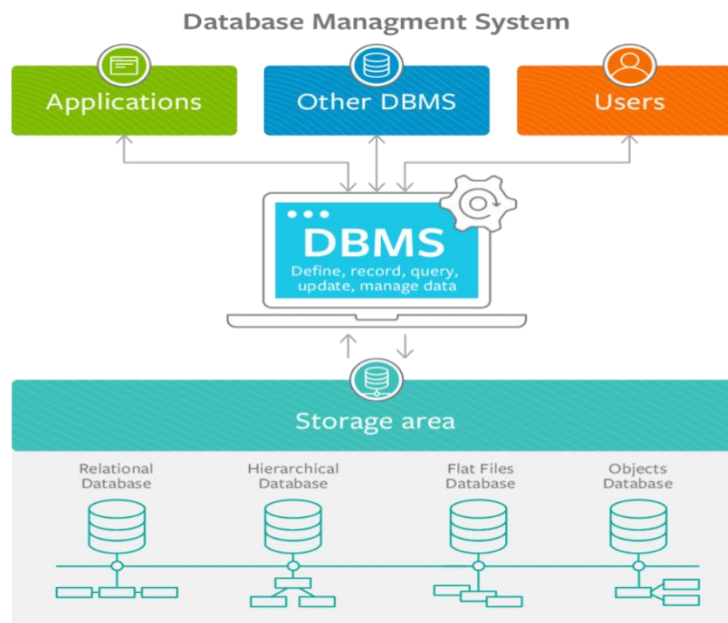 Database Managment System
Applications
Other DBMS
Users
DBMS
Define, record, query,
update, manage data
Storage area
Relational
Database
Hierarchical
Database
Flat Files
Database
Objects
Database